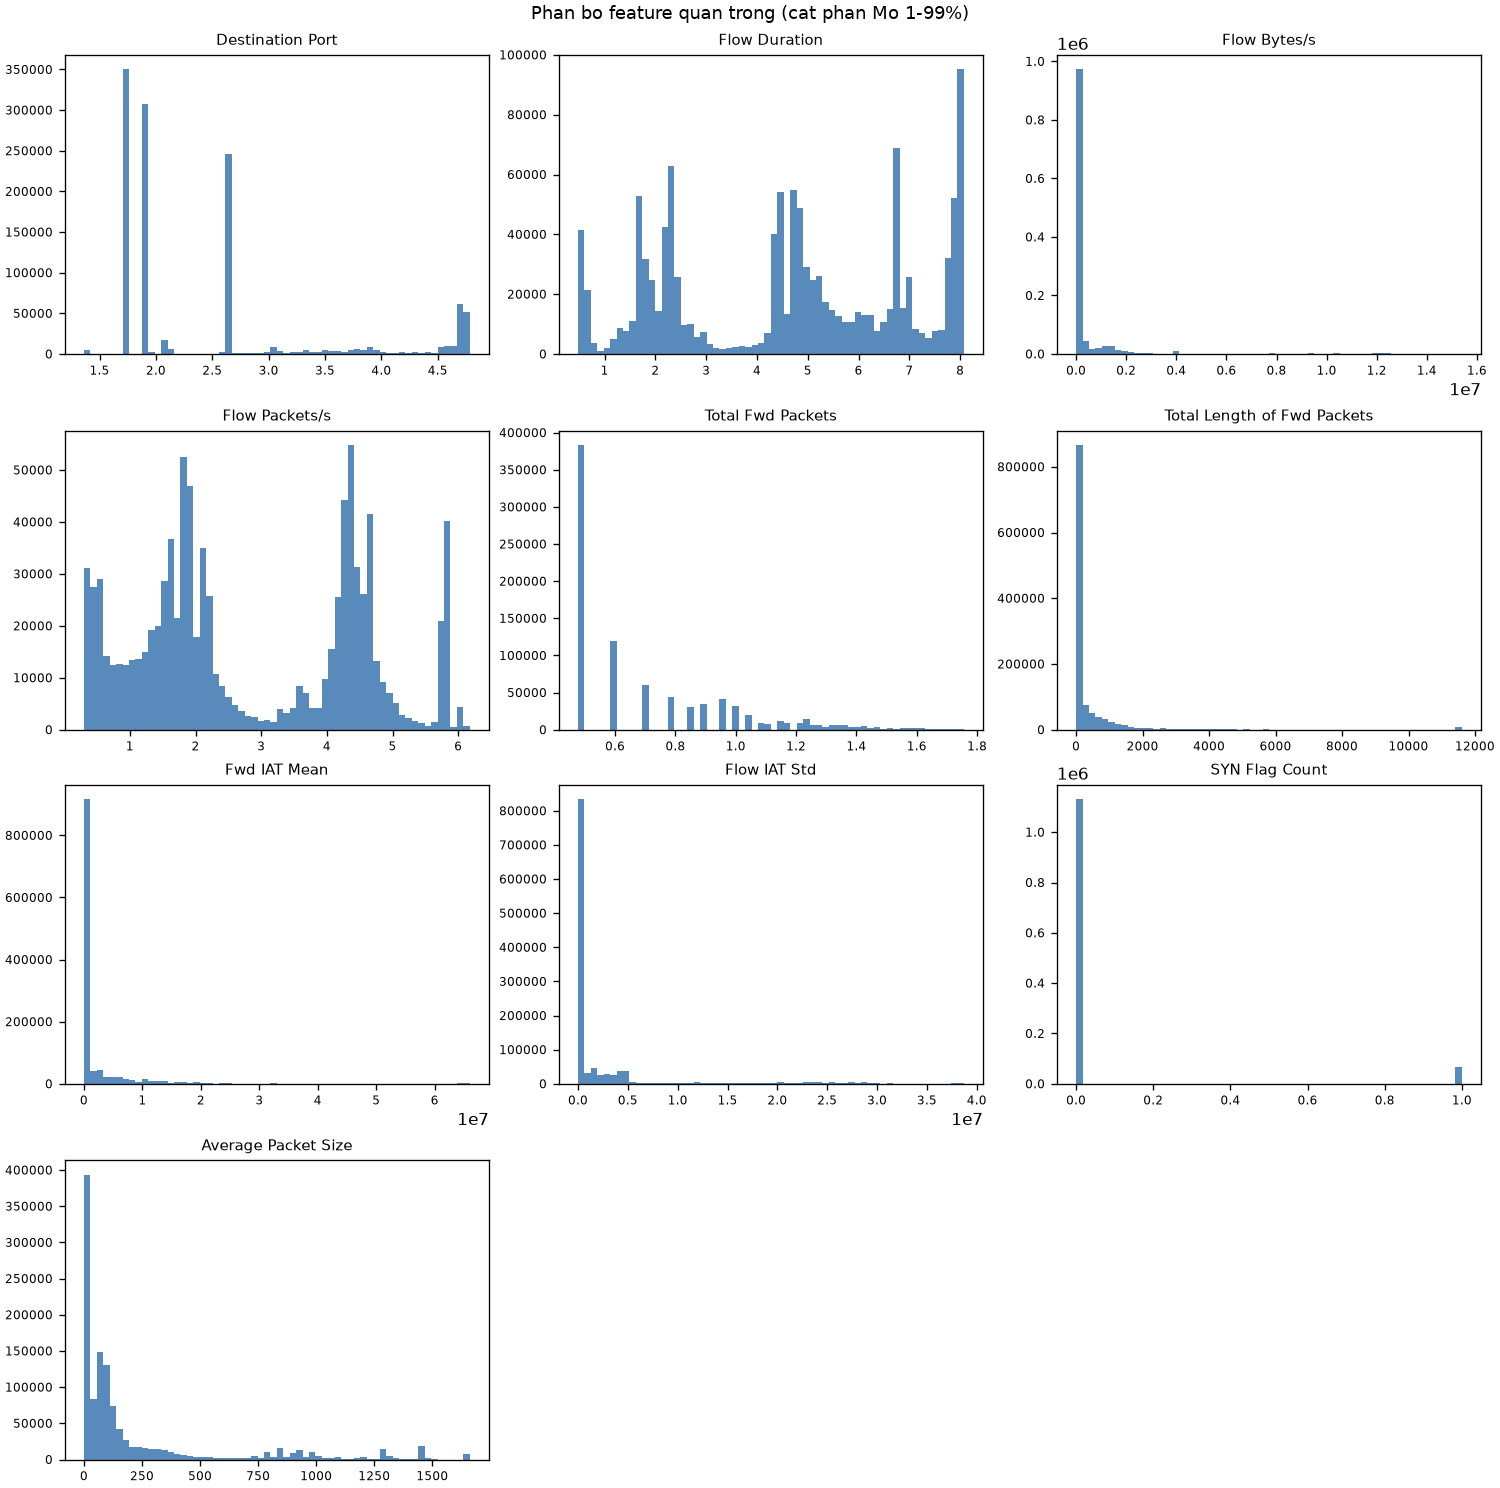 Phan bo feature quan trong (cat phan Mo 1-99%)
Destination Port
350000
300000
250000
200000
150000
100000
50000
0
1.5 2.0 2.5 3.0 3.5 4.0 4.5
Flow Duration
100000
80000
60000
40000
20000
0
1 2 3 4 5 6 7 8
Flow Bytes/s
1e6
1.0
0.8
0.6
0.4
0.2
0.0
0.0 0.2 0.4 0.6 0.8 1.0 1.2 1.4 1.6
1e7
Flow Packets/s
50000
40000
30000
20000
10000
0
1 2 3 4 5 6
Total Fwd Packets
400000
350000
300000
250000
200000
150000
100000
50000
0
0.6 0.8 1.0 1.2 1.4 1.6 1.8
Total Length of Fwd Packets
800000
600000
400000
200000
0
0 2000 4000 6000 8000 10000 12000
Fwd IAT Mean
800000
600000
400000
200000
0
0 1 2 3 4 5 6
1e7
Flow IAT Std
800000
700000
600000
500000
400000
300000
200000
100000
0
0.0 0.5 1.0 1.5 2.0 2.5 3.0 3.5 4.0
1e7
SYN Flag Count
1e6
1.0
0.8
0.6
0.4
0.2
0.0
0.0 0.2 0.4 0.6 0.8 1.0
Average Packet Size
400000
350000
300000
250000
200000
150000
100000
50000
0
0 250 500 750 1000 1250 1500